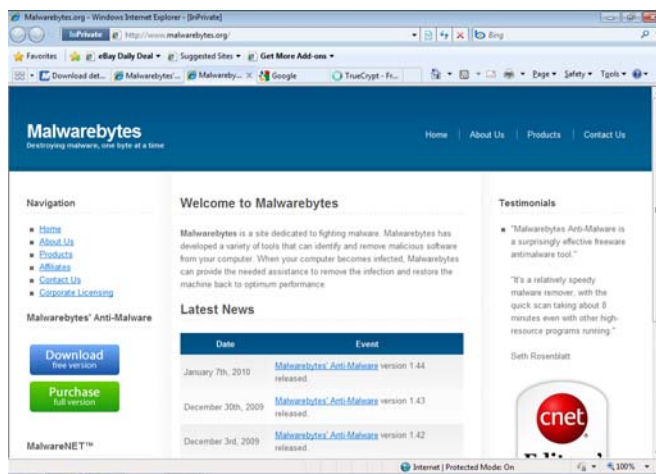 Malwarebytes.org - Windows Internet Explorer - [InPrivate]
InPrivate http://www.malwarebytes.org/ Bing
Favorites eBay Daily Deal Suggested Sites Get More Add-ons
Download det... Malwarebytes'... Malwareby... Google TrueCrypt - Fr... Page Safety Tools
Malwarebytes
Destroying malware, one byte at a time
Home About Us Products Contact Us
Navigation
Home
About Us
Products
Affiliates
Contact Us
Corporate Licensing
Malwarebytes' Anti-Malware
Download
free version
Purchase
full version
MalwareNET™
Welcome to Malwarebytes
Malwarebytes is a site dedicated to fighting malware. Malwarebytes has
developed a variety of tools that can identify and remove malicious software
from your computer. When your computer becomes infected, Malwarebytes
can provide the needed assistance to remove the infection and restore the
machine back to optimum performance.
Latest News
Date Event
January 7th, 2010 Malwarebytes' Anti-Malware version 1.44
released.
December 30th, 2009 Malwarebytes' Anti-Malware version 1.43
released.
December 3rd, 2009 Malwarebytes' Anti-Malware version 1.42
released.
Testimonials
"Malwarebytes Anti-Malware is
a surprisingly effective freeware
antimalware tool."
"It's a relatively speedy
malware remover, with the
quick scan taking about 8
minutes even with other high-
resource programs running."
Seth Rosenblatt
cnet
Internet | Protected Mode: On 100%